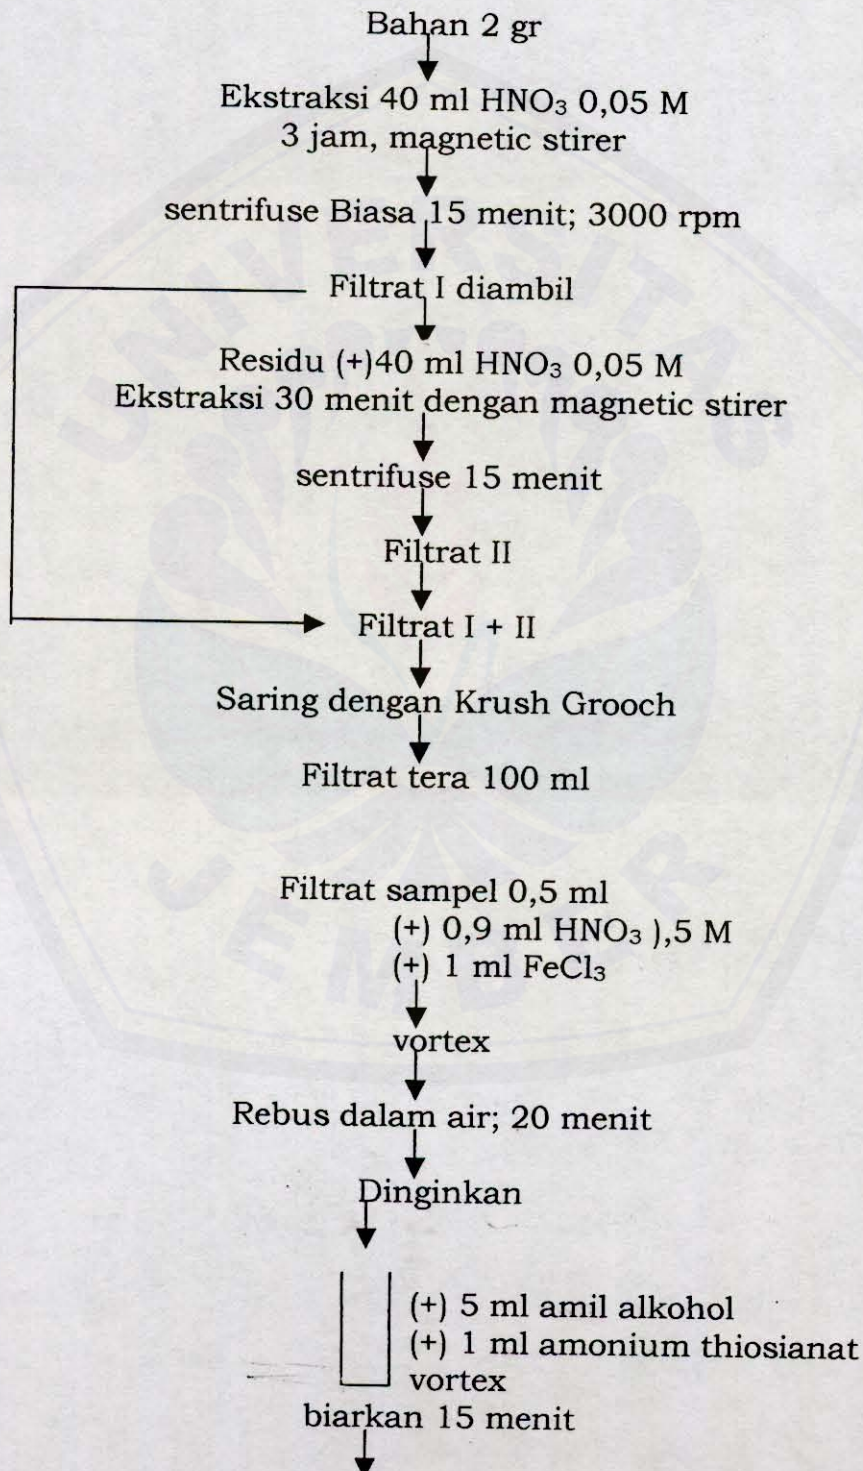 Bahan 2 gr
Ekstraksi 40 ml HNO₃ 0,05 M
3 jam, magnetic stirer
sentrifuse Biasa 15 menit; 3000 rpm
Filtrat I diambil
Residu (+)40 ml HNO₃ 0,05 M
Ekstraksi 30 menit dengan magnetic stirer
sentrifuse 15 menit
Filtrat II
Filtrat I + II
Saring dengan Krush Grooch
Filtrat tera 100 ml
Filtrat sampel 0,5 ml
(+) 0,9 ml HNO₃ ),5 M
(+) 1 ml FeCl₃
vortex
Rebus dalam air; 20 menit
Dinginkan
(+) 5 ml amil alkohol
(+) 1 ml amonium thiosianat
vortex
biarkan 15 menit
UNIVERSITAS
JEMBER